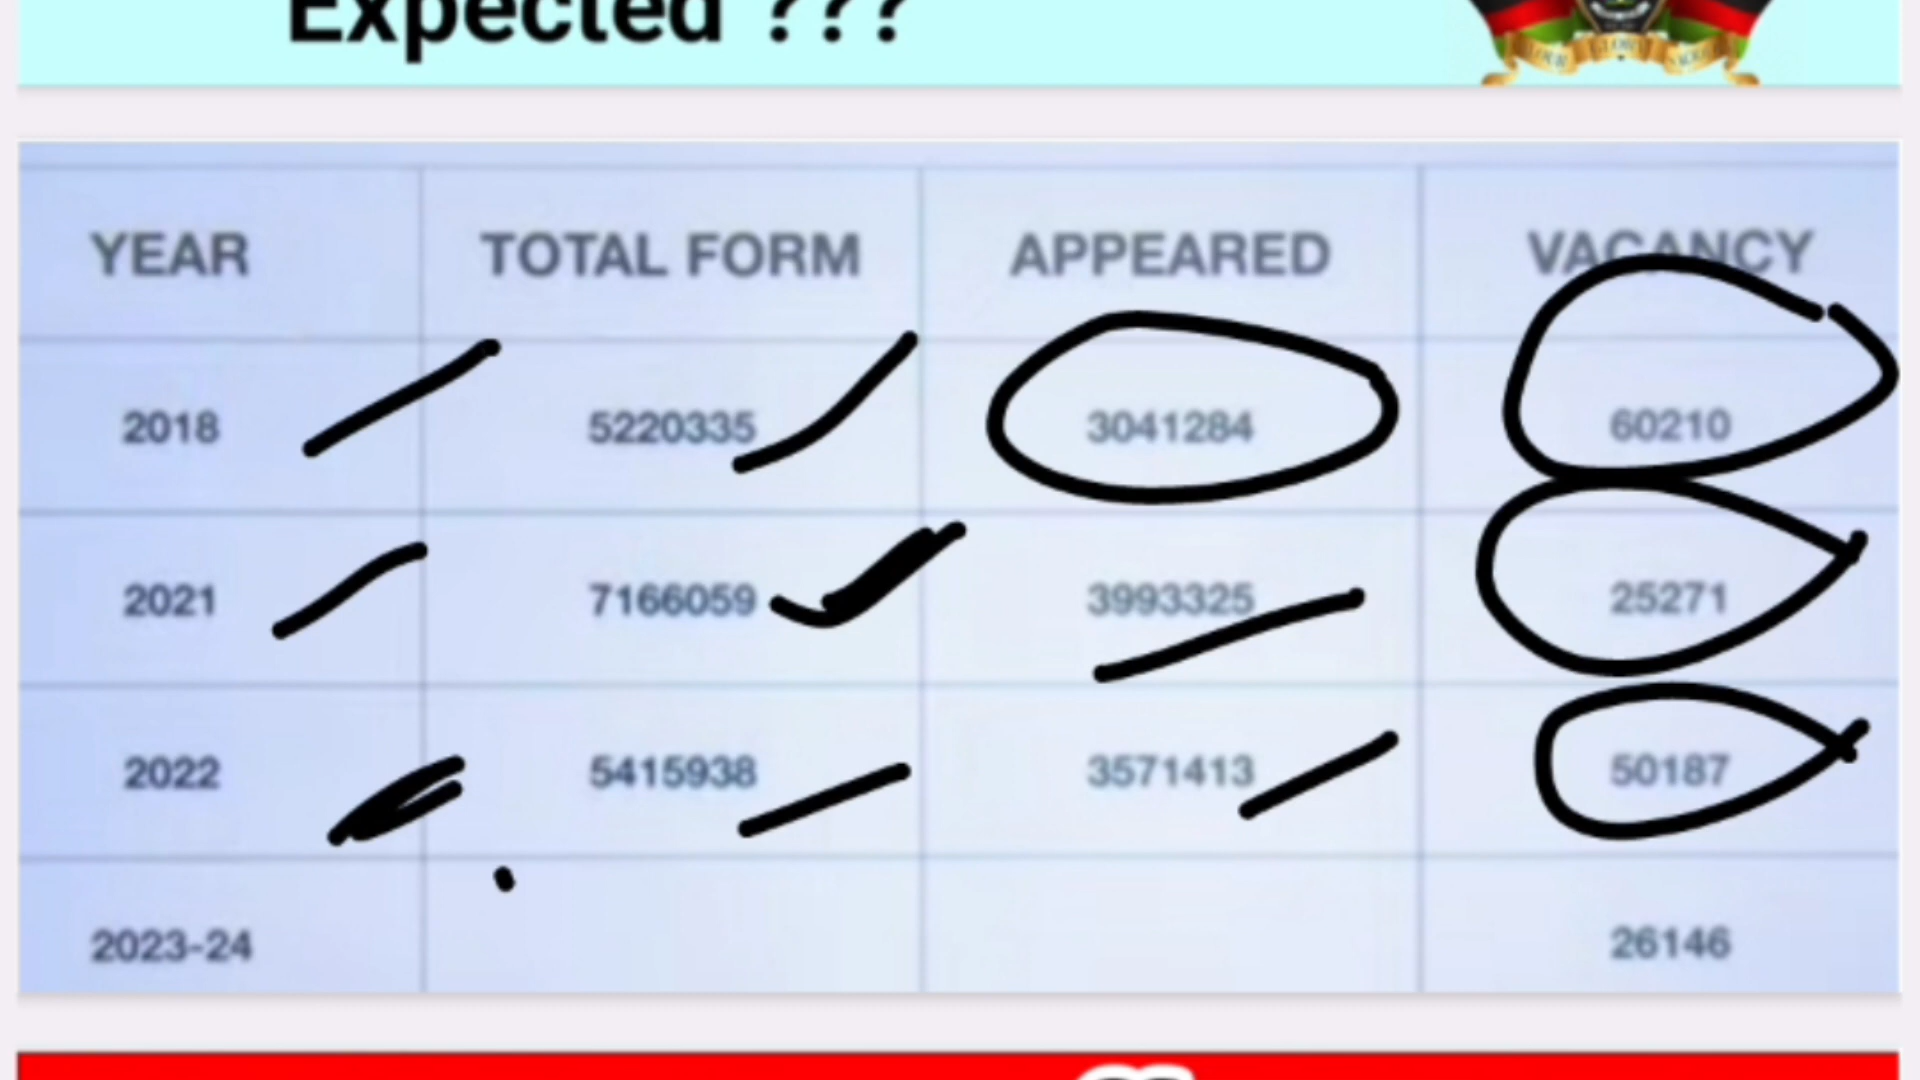 Expected ???
YEAR TOTAL FORM APPEARED VACANCY
2018 5220335 3041284 60210
2021 7166059 3993325 25271
2022 5415938 3571413 50187
2023-24 26146